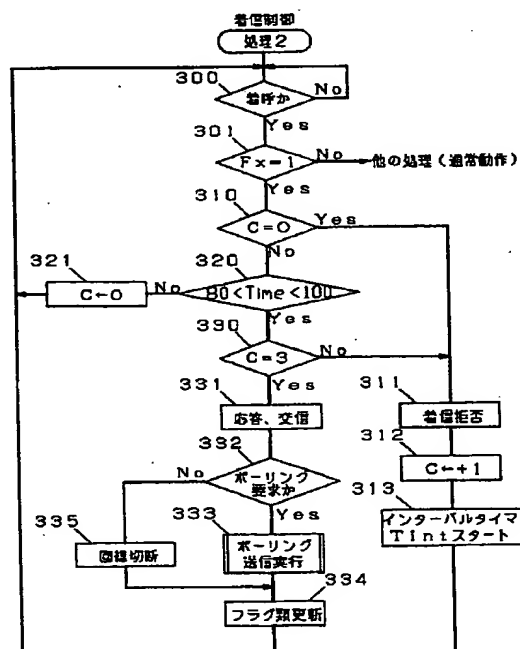 着信制御
処理2
300
着呼か
No
Yes
301
Fx=1
No
他の処理(通常動作)
Yes
310
C=0
Yes
No
320
80<Time<100
No
321
C←0
Yes
330
C=3
No
Yes
331
応答、交信
311
着信拒否
332
ポーリング
要求か
No
Yes
312
C←+1
313
インターバルタイマ
Tintスタート
335
回線切断
333
ポーリング
送信実行
334
フラグ類更新